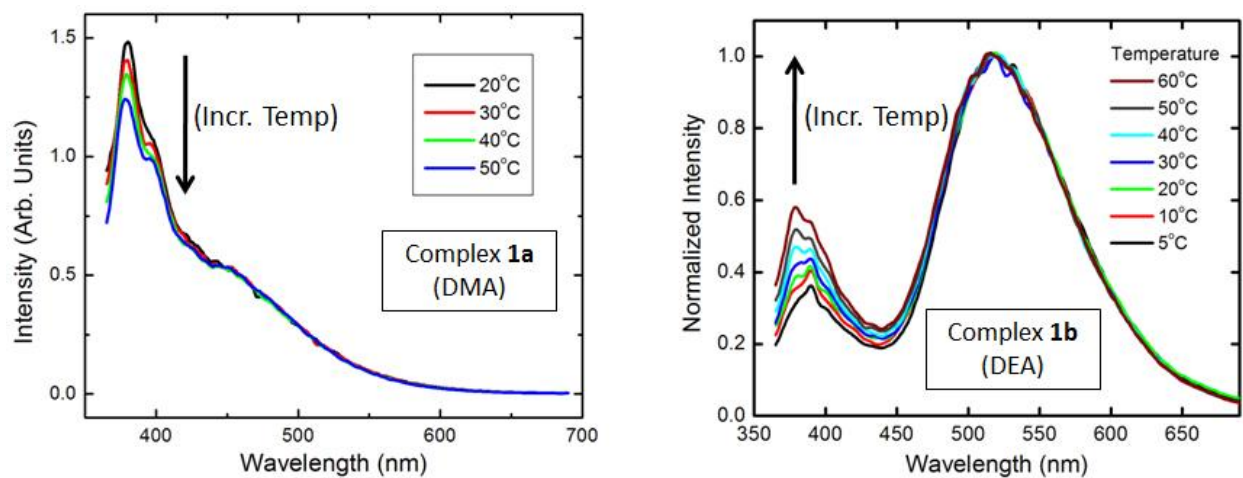 Intensity (Arb. Units)
1.5
1.0
0.5
0.0
(Incr. Temp)
20°C
30°C
40°C
50°C
Complex 1a
(DMA)
400 500 600 700
Wavelength (nm)
Normalized Intensity
1.0
0.8
0.6
0.4
0.2
0.0
(Incr. Temp)
Temperature
60°C
50°C
40°C
30°C
20°C
10°C
5°C
Complex 1b
(DEA)
350 400 450 500 550 600 650
Wavelength (nm)